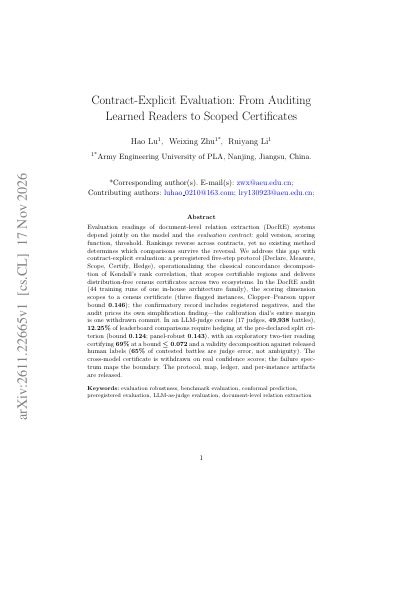 Contract-Explicit Evaluation: From Auditing
Learned Readers to Scoped Certificates
Hao Lu1, Weixing Zhu1*, Ruiyang Li1
1*Army Engineering University of PLA, Nanjing, Jiangsu, China.
*Corresponding author(s). E-mail(s): xwx@aeu.edu.cn;
Contributing authors: luhao_0210@163.com; lry130923@aeu.edu.cn;
Abstract
Evaluation readings of document-level relation extraction (DocRE) systems
depend jointly on the model and the evaluation contract: gold version, scoring
function, threshold. Rankings reverse across contracts, yet no existing method
determines which comparisons survive the reversal. We address this gap with
contract-explicit evaluation: a preregistered five-step protocol (Declare, Measure,
Scope, Certify, Hedge), operationalizing the classical concordance decomposi-
tion of Kendall's rank correlation, that scopes certifiable regions and delivers
distribution-free census certificates across two ecosystems. In the DocRE audit
(44 training runs of one in-house architecture family), the scoring dimension
scopes to a census certificate (three flagged instances, Clopper–Pearson upper
bound 0.146); the confirmatory record includes registered negatives, and the
audit prices its own simplification finding—the calibration dial's entire margin
is one withdrawn commit. In an LLM-judge census (17 judges, 49,938 battles),
12.25% of leaderboard comparisons require hedging at the pre-declared split cri-
terion (bound 0.124; panel-robust 0.143), with an exploratory two-tier reading
certifying 69% at a bound ≤ 0.072 and a validity decomposition against released
human labels (65% of contested battles are judge error, not ambiguity). The
cross-model certificate is withdrawn on real confidence scores; the failure spec-
trum maps the boundary. The protocol, map, ledger, and per-instance artifacts
are released.
Keywords: evaluation robustness, benchmark evaluation, conformal prediction,
preregistered evaluation, LLM-as-judge evaluation, document-level relation extraction
1
arXiv:2611.22665v1 [cs.CL] 17 Nov 2026